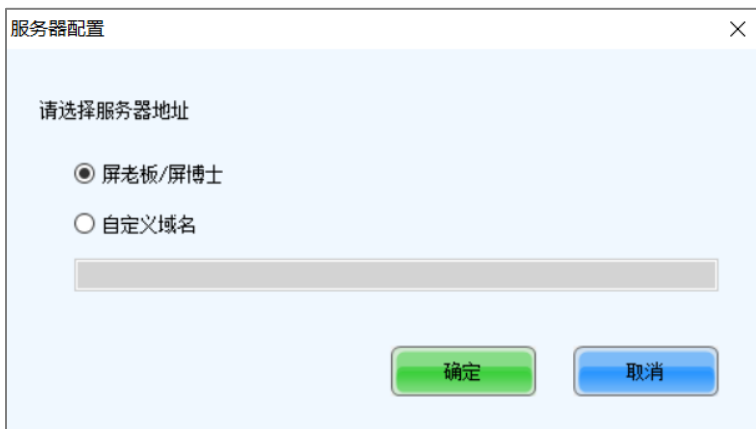 服务器配置
请选择服务器地址
屏老板/屏博士
自定义域名
确定 取消